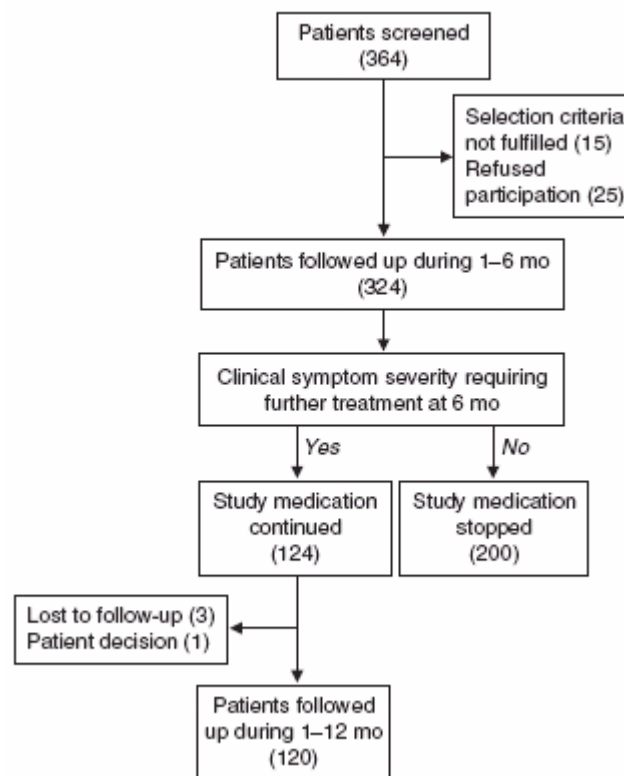 Patients screened
(364)
Selection criteria
not fulfilled (15)
Refused
participation (25)
Patients followed up during 1–6 mo
(324)
Clinical symptom severity requiring
further treatment at 6 mo
Yes
No
Study medication
continued
(124)
Study medication
stopped
(200)
Lost to follow-up (3)
Patient decision (1)
Patients followed
up during 1–12 mo
(120)